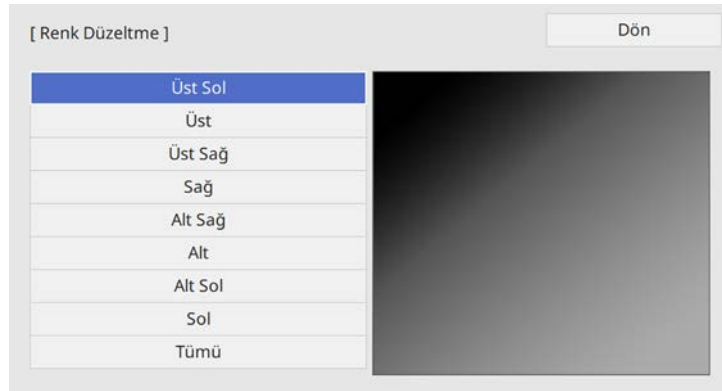 [ Renk Düzeltme ]
Dön
Üst Sol
Üst
Üst Sağ
Sağ
Alt Sağ
Alt
Alt Sol
Sol
Tümü